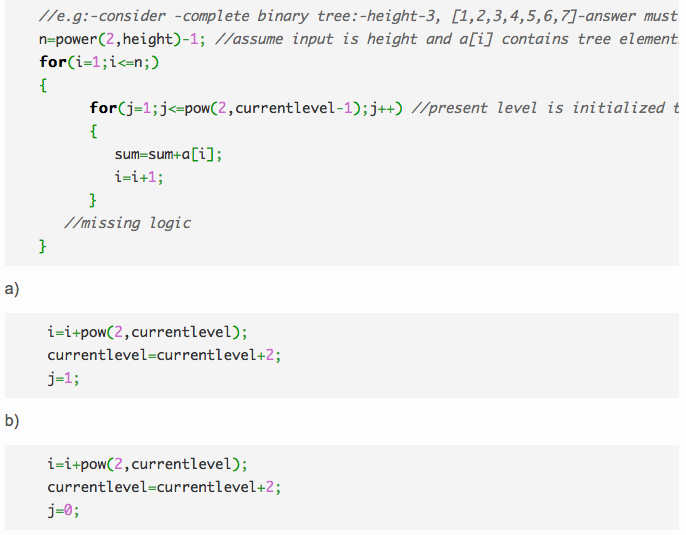 //e.g:-consider -complete binary tree:-height-3, [1,2,3,4,5,6,7]-answer must
n=power(2,height)-1; //assume input is height and a[i] contains tree element
for(i=1;i<=n;)
{
for(j=1;j<=pow(2,currentlevel-1);j++) //present level is initialized t
{
sum=sum+a[i];
i=i+1;
}
//missing logic
}
a)
i=i+pow(2,currentlevel);
currentlevel=currentlevel+2;
j=1;
b)
i=i+pow(2,currentlevel);
currentlevel=currentlevel+2;
j=0;